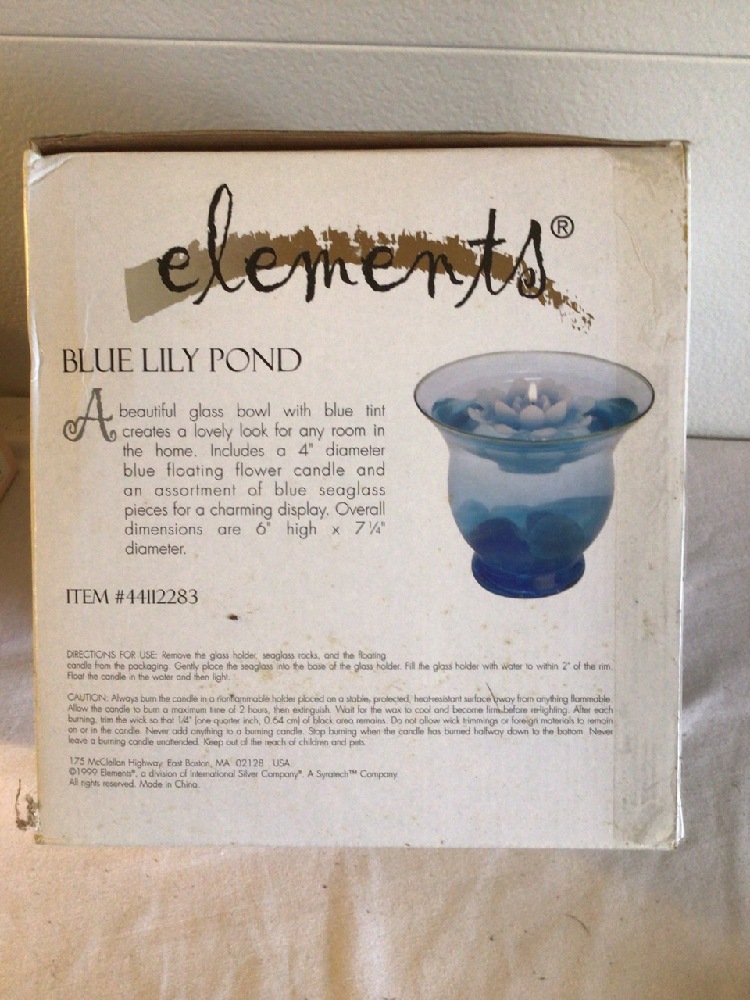 elements®
BLUE LILY POND
A beautiful glass bowl with blue tint
creates a lovely look for any room in
the home. Includes a 4" diameter
blue floating flower candle and
an assortment of blue seaglass
pieces for a charming display. Overall
dimensions are 6" high x 7¼"
diameter.
ITEM #44112283
DIRECTIONS FOR USE: Remove the glass holder, seaglass rocks, and the floating
candle from the packaging. Gently place the seaglass into the base of the glass holder. Fill the glass holder with water to within 2" of the rim.
Float the candle in the water and then light.
CAUTION: Always burn the candle in a nonflammable holder placed on a stable, protected, heat-resistant surface away from anything flammable.
Allow the candle to burn a maximum time of 2 hours, then extinguish. Wait for the wax to cool and become firm before re-lighting. After each
burning, trim the wick so that 1/4" (one-quarter inch, 0.64 cm) of black area remains. Do not allow wick trimmings or foreign materials to remain
on or in the candle. Never add anything to a burning candle. Stop burning when the candle has burned halfway down to the bottom. Never
leave a burning candle unattended. Keep out of the reach of children and pets.
175 McClellan Highway, East Boston, MA 02128 USA
©1999 Elements®, a division of International Silver Company®. A Syratech™ Company
All rights reserved. Made in China.